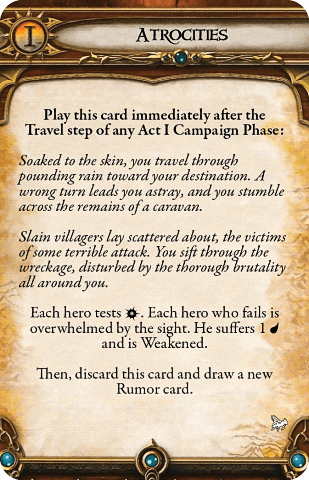 I
Atrocities
Play this card immediately after the
Travel step of any Act I Campaign Phase:
Soaked to the skin, you travel through
pounding rain toward your destination. A
wrong turn leads you astray, and you stumble
across the remains of a caravan.
Slain villagers lay scattered about, the victims
of some terrible attack. You sift through the
wreckage, disturbed by the thorough brutality
all around you.
Each hero tests . Each hero who fails is
overwhelmed by the sight. He suffers 1
and is Weakened.
Then, discard this card and draw a new
Rumor card.